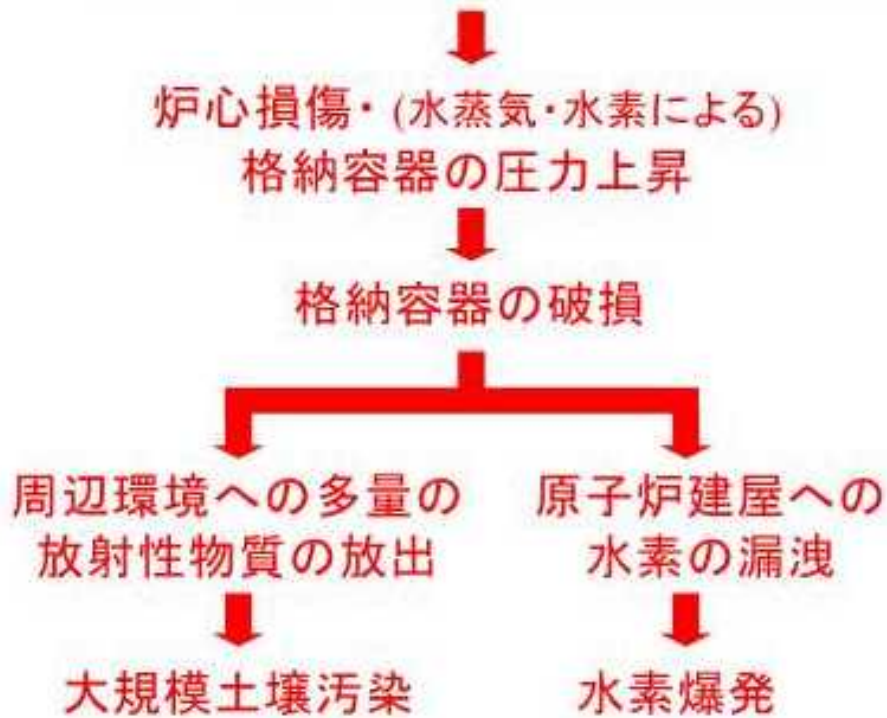 炉心損傷・(水蒸気・水素による)
格納容器の圧力上昇
格納容器の破損
周辺環境への多量の
放射性物質の放出
大規模土壌汚染
原子炉建屋への
水素の漏洩
水素爆発